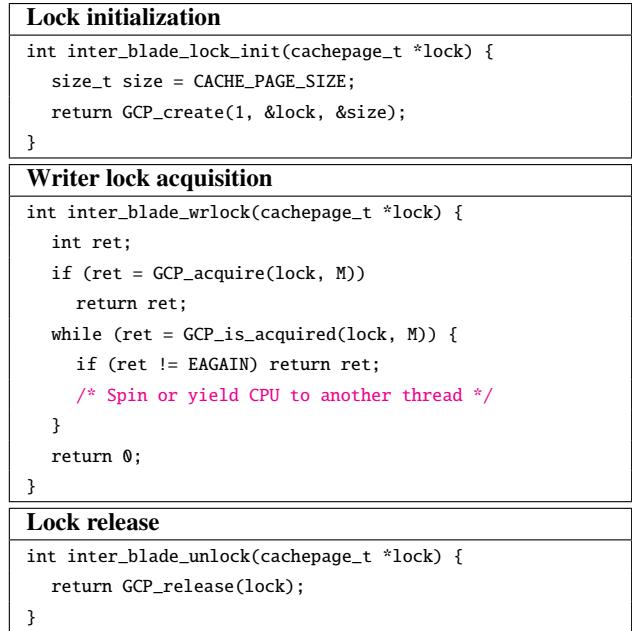 Lock initialization
int inter_blade_lock_init(cachepage_t *lock) {
size_t size = CACHE_PAGE_SIZE;
return GCP_create(1, &lock, &size);
}
Writer lock acquisition
int inter_blade_wrlock(cachepage_t *lock) {
int ret;
if (ret = GCP_acquire(lock, M))
return ret;
while (ret = GCP_is_acquired(lock, M)) {
if (ret != EAGAIN) return ret;
/* Spin or yield CPU to another thread */
}
return 0;
}
Lock release
int inter_blade_unlock(cachepage_t *lock) {
return GCP_release(lock);
}